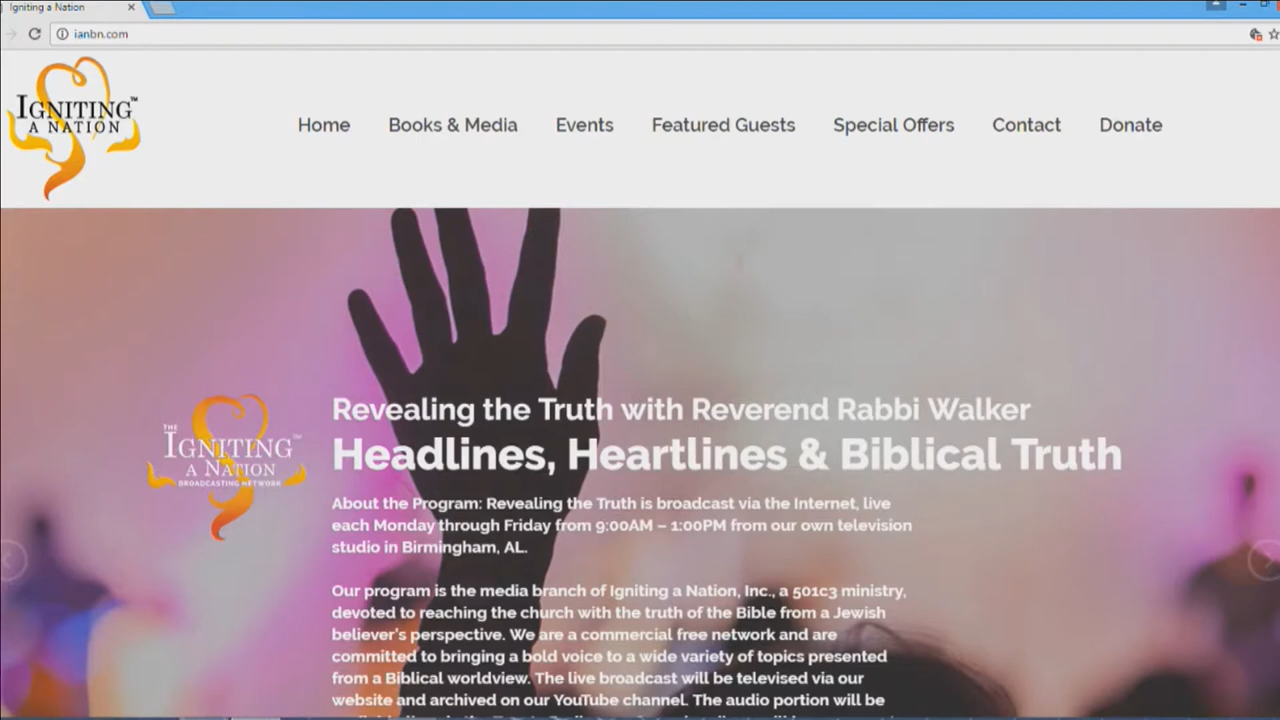 Igniting a Nation
ianbn.com
IGNITING™
A NATION
Home Books & Media Events Featured Guests Special Offers Contact Donate
Revealing the Truth with Reverend Rabbi Walker
Headlines, Heartlines & Biblical Truth
THE
IGNITING™
A NATION
BROADCASTING NETWORK
About the Program: Revealing the Truth is broadcast via the Internet, live
each Monday through Friday from 9:00AM – 1:00PM from our own television
studio in Birmingham, AL.
Our program is the media branch of Igniting a Nation, Inc., a 501c3 ministry,
devoted to reaching the church with the truth of the Bible from a Jewish
believer's perspective. We are a commercial free network and are
committed to bringing a bold voice to a wide variety of topics presented
from a Biblical worldview. The live broadcast will be televised via our
website and archived on our YouTube channel. The audio portion will be